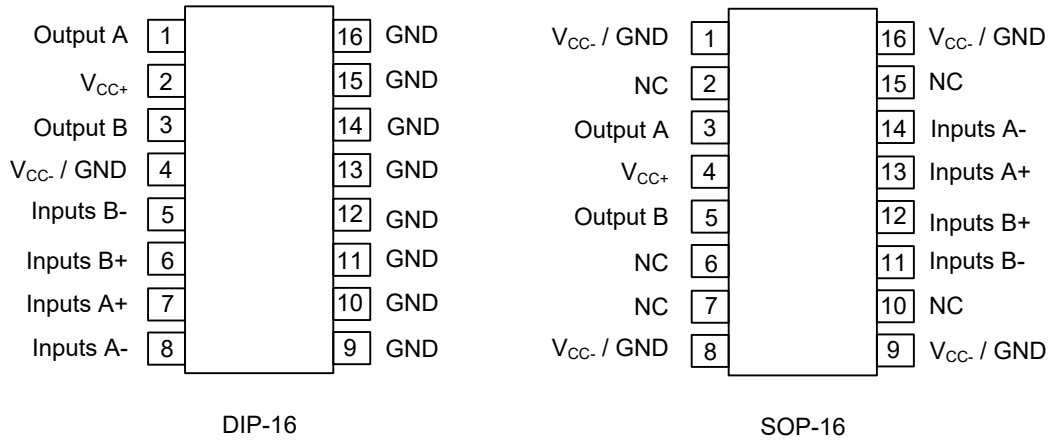 Output A 1 16 GND
V_CC+ 2 15 GND
Output B 3 14 GND
V_CC- / GND 4 13 GND
Inputs B- 5 12 GND
Inputs B+ 6 11 GND
Inputs A+ 7 10 GND
Inputs A- 8 9 GND
DIP-16
V_CC- / GND 1 16 V_CC- / GND
NC 2 15 NC
Output A 3 14 Inputs A-
V_CC+ 4 13 Inputs A+
Output B 5 12 Inputs B+
NC 6 11 Inputs B-
NC 7 10 NC
V_CC- / GND 8 9 V_CC- / GND
SOP-16